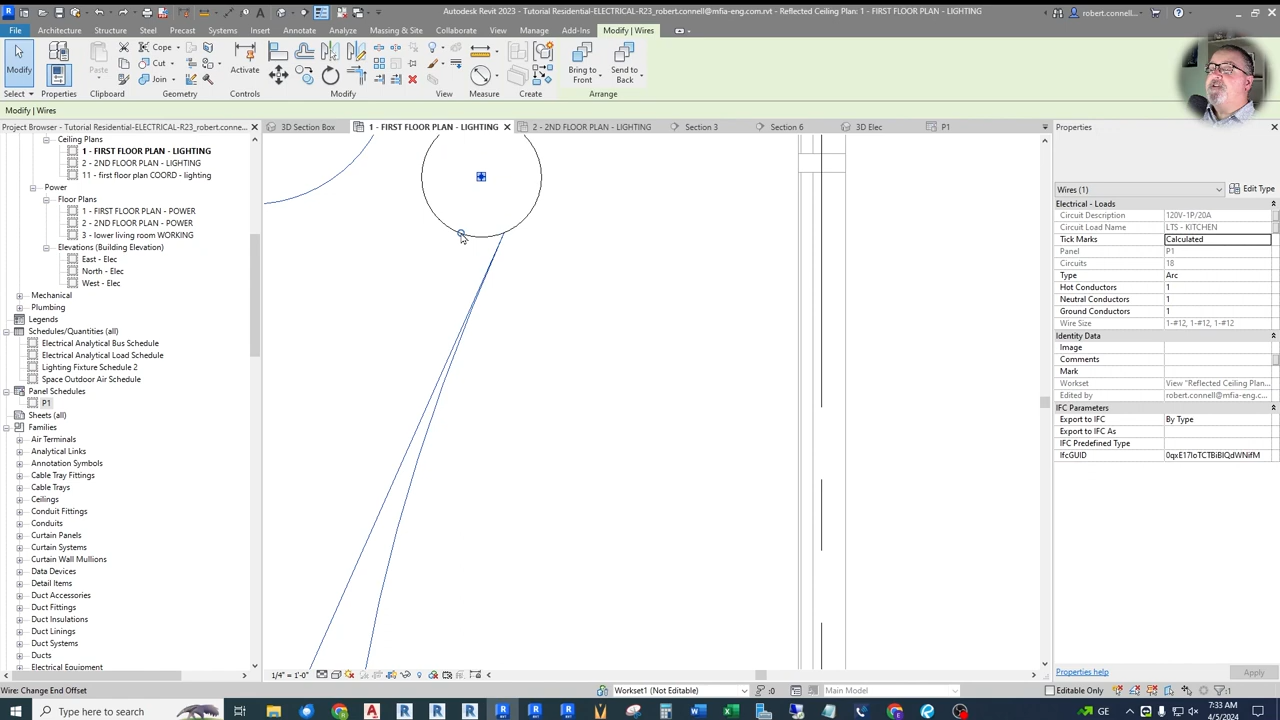 Autodesk Revit 2023 - Tutorial Residential-ELECTRICAL-R23_robert.connell@mfia-eng.com.rvt - Reflected Ceiling Plan: 1 - FIRST FLOOR PLAN - LIGHTING
robert.connell...
File Architecture Structure Steel Precast Systems Insert Annotate Analyze Massing & Site Collaborate View Manage Add-Ins Modify | Wires
Modify Paste Cope Cut Join Activate Bring to Front Send to Back
Select Properties Clipboard Geometry Controls Modify View Measure Create Arrange
Modify | Wires
Project Browser - Tutorial Residential-ELECTRICAL-R23_robert.conne...
3D Section Box
1 - FIRST FLOOR PLAN - LIGHTING
2 - 2ND FLOOR PLAN - LIGHTING
Section 3
Section 6
3D Elec
P1
Properties
Ceiling Plans
1 - FIRST FLOOR PLAN - LIGHTING
2 - 2ND FLOOR PLAN - LIGHTING
11 - first floor plan COORD - lighting
Power
Floor Plans
1 - FIRST FLOOR PLAN - POWER
2 - 2ND FLOOR PLAN - POWER
3 - lower living room WORKING
Elevations (Building Elevation)
East - Elec
North - Elec
West - Elec
Mechanical
Plumbing
Legends
Schedules/Quantities (all)
Electrical Analytical Bus Schedule
Electrical Analytical Load Schedule
Lighting Fixture Schedule 2
Space Outdoor Air Schedule
Panel Schedules
P1
Sheets (all)
Families
Air Terminals
Analytical Links
Annotation Symbols
Cable Tray Fittings
Cable Trays
Ceilings
Conduit Fittings
Conduits
Curtain Panels
Curtain Systems
Curtain Wall Mullions
Data Devices
Detail Items
Duct Accessories
Duct Fittings
Duct Insulations
Duct Linings
Duct Systems
Ducts
Electrical Equipment
Wires (1) Edit Type
Electrical - Loads
Circuit Description 120V-1P/20A
Circuit Load Name LTS - KITCHEN
Tick Marks Calculated
Panel P1
Circuits 18
Type Arc
Hot Conductors 1
Neutral Conductors 1
Ground Conductors 1
Wire Size 1-#12, 1-#12, 1-#12
Identity Data
Image
Comments
Mark
Workset View "Reflected Ceiling Plan...
Edited by robert.connell@mfia-eng.c...
IFC Parameters
Export to IFC By Type
Export to IFC As
IFC Predefined Type
Properties help Apply
1/4" = 1'-0"
Wire: Change End Offset
Workset1 (Not Editable)
:0
Main Model
Editable Only
:1
Type here to search
GE
7:33 AM
4/5/2024